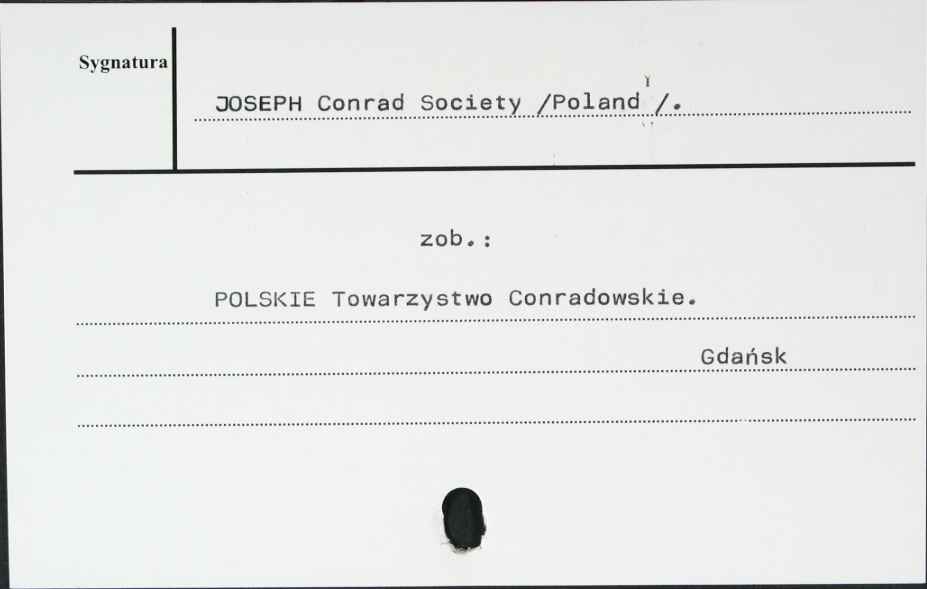 Sygnatura
JOSEPH Conrad Society /Poland /.
zob.:
POLSKIE Towarzystwo Conradowskie.
Gdańsk